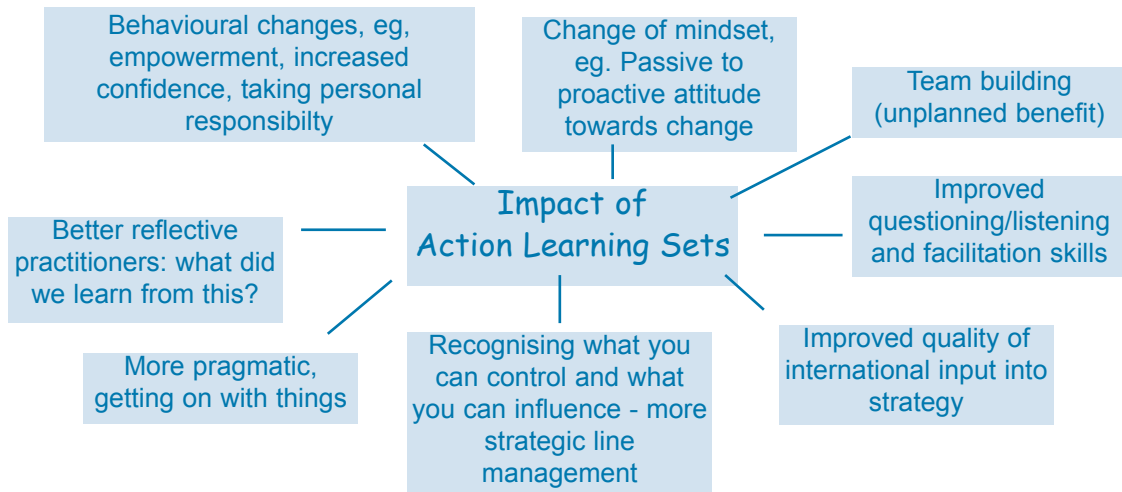 Behavioural changes, eg,
empowerment, increased
confidence, taking personal
responsibilty
Change of mindset,
eg. Passive to
proactive attitude
towards change
Team building
(unplanned benefit)
Impact of
Action Learning Sets
Better reflective
practitioners: what did
we learn from this?
Improved
questioning/listening
and facilitation skills
More pragmatic,
getting on with things
Recognising what you
can control and what
you can influence - more
strategic line
management
Improved quality of
international input into
strategy